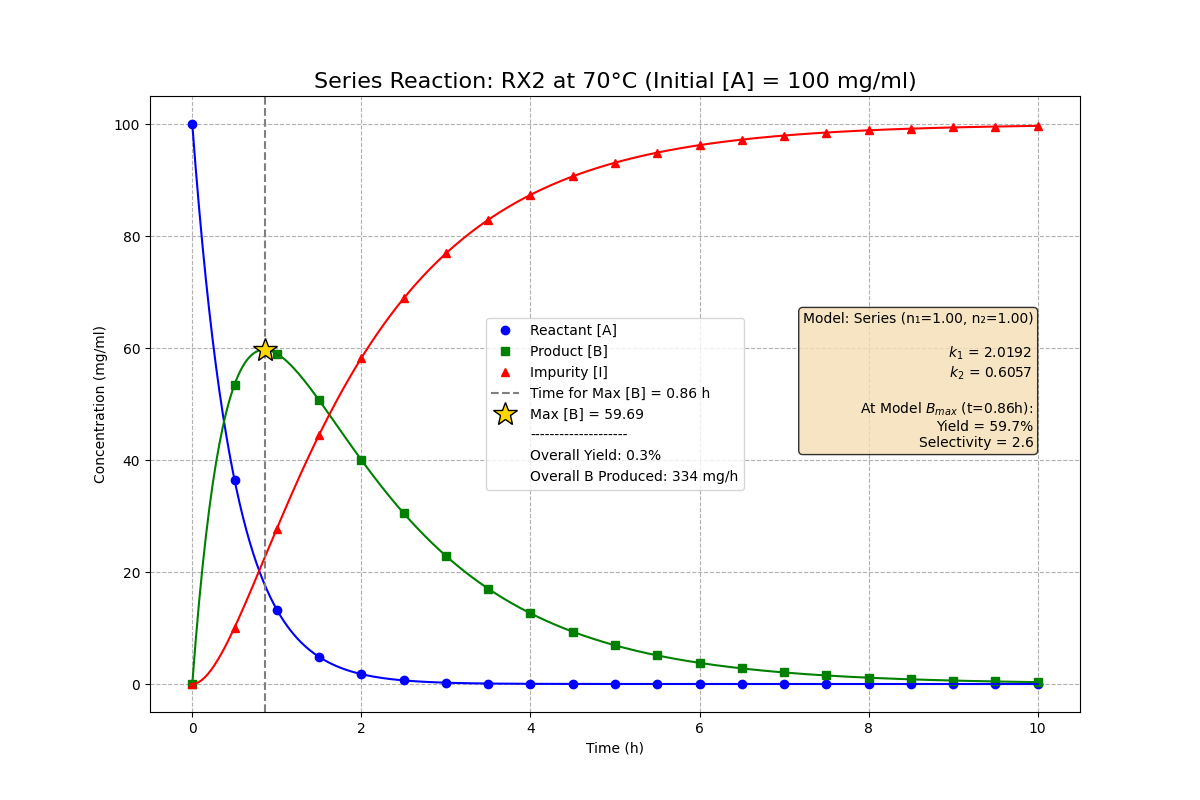 Series Reaction: RX2 at 70°C (Initial [A] = 100 mg/ml)
Concentration (mg/ml)
100
80
60
40
20
0
Reactant [A]
Product [B]
Impurity [I]
Time for Max [B] = 0.86 h
Max [B] = 59.69
--------------------
Overall Yield: 0.3%
Overall B Produced: 334 mg/h
Model: Series (n₁=1.00, n₂=1.00)
k₁ = 2.0192
k₂ = 0.6057
At Model Bₘₐₓ (t=0.86h):
Yield = 59.7%
Selectivity = 2.6
0
2
4
6
8
10
Time (h)